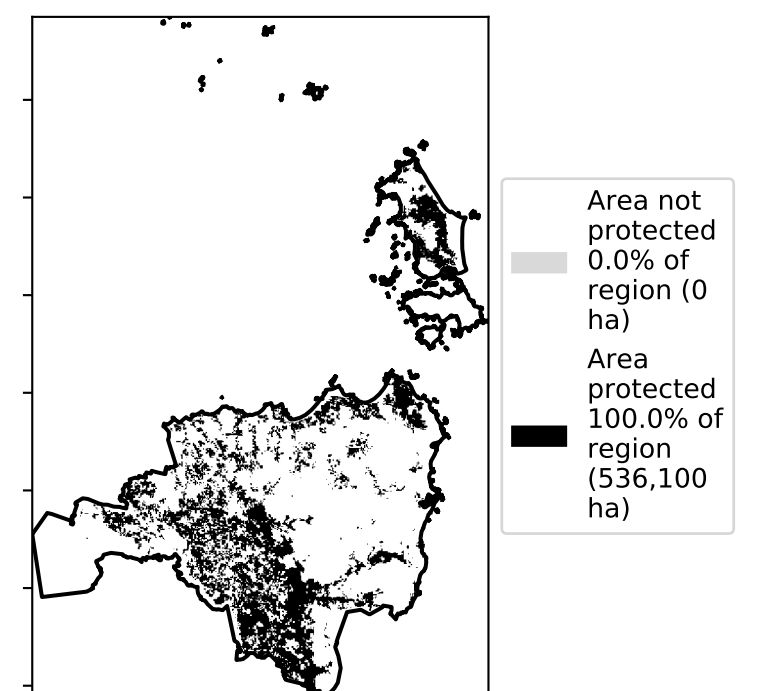 Area not
protected
0.0% of
region (0
ha)
Area
protected
100.0% of
region
(536,100
ha)